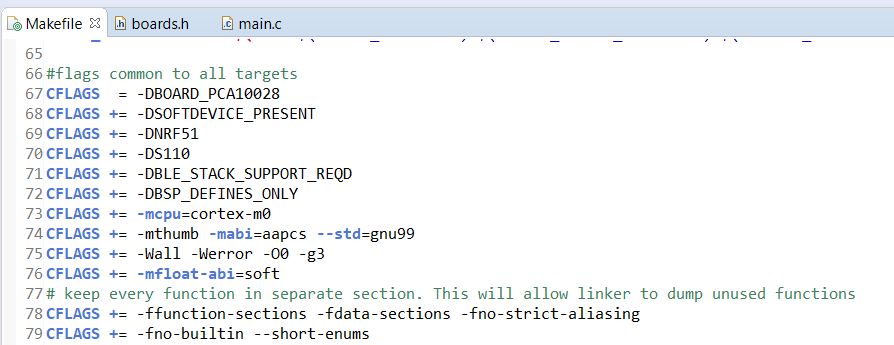 Makefile
boards.h
main.c
65
66 #flags common to all targets
67 CFLAGS  = -DBOARD_PCA10028
68 CFLAGS += -DSOFTDEVICE_PRESENT
69 CFLAGS += -DNRF51
70 CFLAGS += -DS110
71 CFLAGS += -DBLE_STACK_SUPPORT_REQD
72 CFLAGS += -DBSP_DEFINES_ONLY
73 CFLAGS += -mcpu=cortex-m0
74 CFLAGS += -mthumb -mabi=aapcs --std=gnu99
75 CFLAGS += -Wall -Werror -O0 -g3
76 CFLAGS += -mfloat-abi=soft
77 # keep every function in separate section. This will allow linker to dump unused functions
78 CFLAGS += -ffunction-sections -fdata-sections -fno-strict-aliasing
79 CFLAGS += -fno-builtin --short-enums